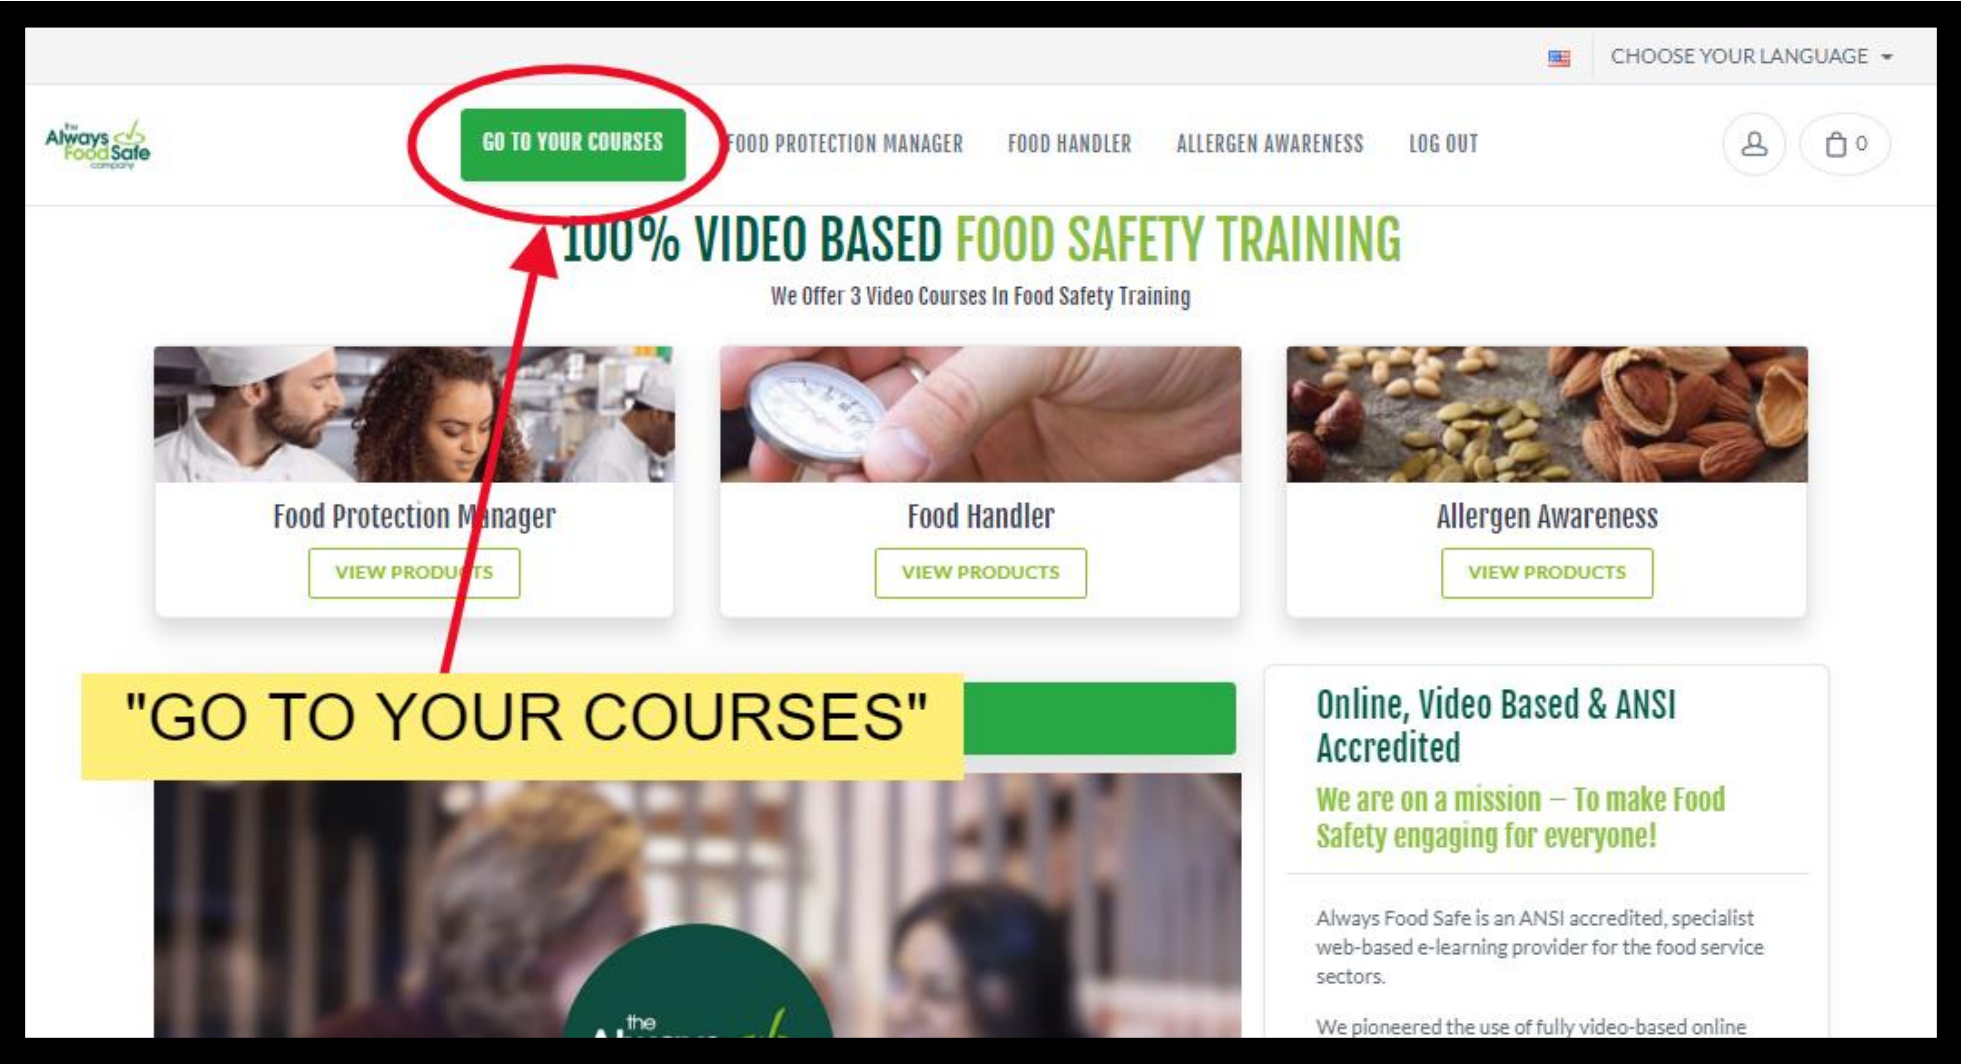 CHOOSE YOUR LANGUAGE
the
Always
Food Safe
company
GO TO YOUR COURSES
FOOD PROTECTION MANAGER
FOOD HANDLER
ALLERGEN AWARENESS
LOG OUT
0
100% VIDEO BASED FOOD SAFETY TRAINING
We Offer 3 Video Courses In Food Safety Training
Food Protection Manager
VIEW PRODUCTS
Food Handler
VIEW PRODUCTS
Allergen Awareness
VIEW PRODUCTS
"GO TO YOUR COURSES"
Online, Video Based & ANSI
Accredited
We are on a mission – To make Food
Safety engaging for everyone!
Always Food Safe is an ANSI accredited, specialist
web-based e-learning provider for the food service
sectors.
We pioneered the use of fully video-based online
the
Always